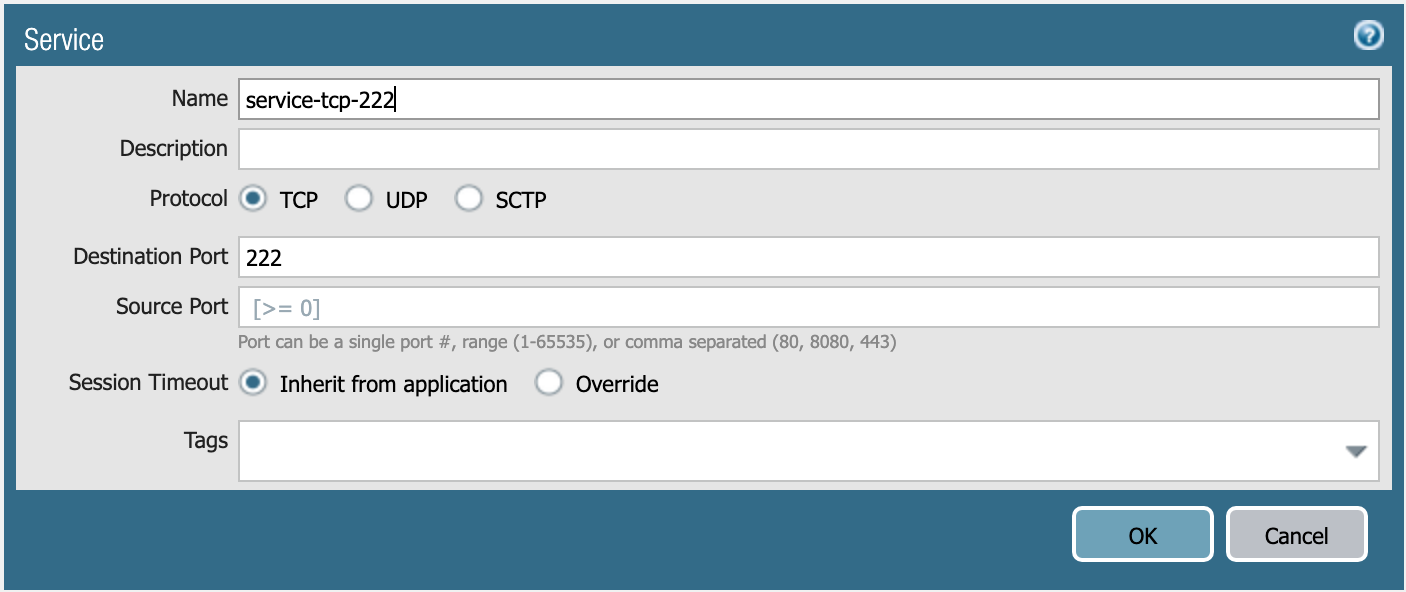 Service
?
Name service-tcp-222
Description
Protocol TCP UDP SCTP
Destination Port 222
Source Port [>= 0]
Port can be a single port #, range (1-65535), or comma separated (80, 8080, 443)
Session Timeout Inherit from application Override
Tags
OK Cancel